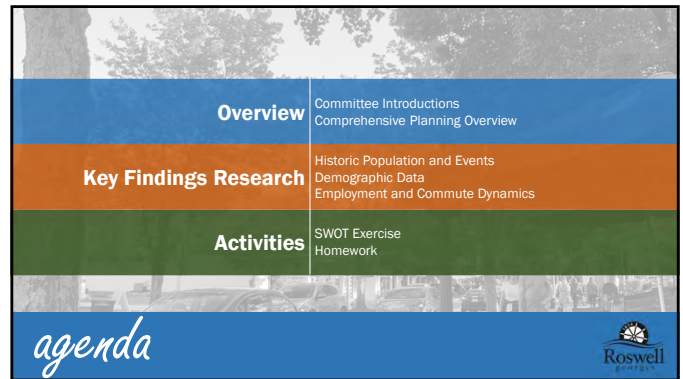 Overview
Committee Introductions
Comprehensive Planning Overview
Key Findings Research
Historic Population and Events
Demographic Data
Employment and Commute Dynamics
Activities
SWOT Exercise
Homework
agenda
Roswell
georgia